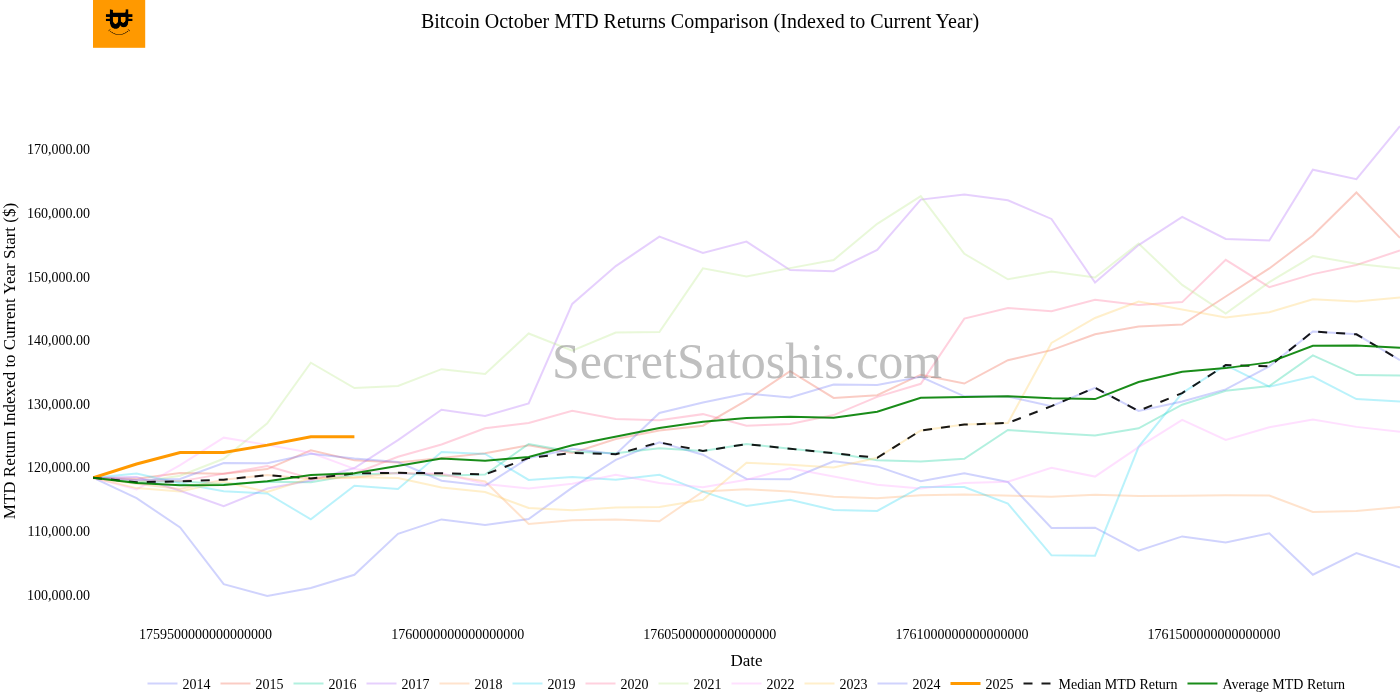 Bitcoin October MTD Returns Comparison (Indexed to Current Year)
MTD Return Indexed to Current Year Start ($)
170,000.00
160,000.00
150,000.00
140,000.00
130,000.00
120,000.00
110,000.00
100,000.00
SecretSatoshis.com
1759500000000000000 1760000000000000000 1760500000000000000 1761000000000000000 1761500000000000000
Date
2014 2015 2016 2017 2018 2019 2020 2021 2022 2023 2024 2025 Median MTD Return Average MTD Return